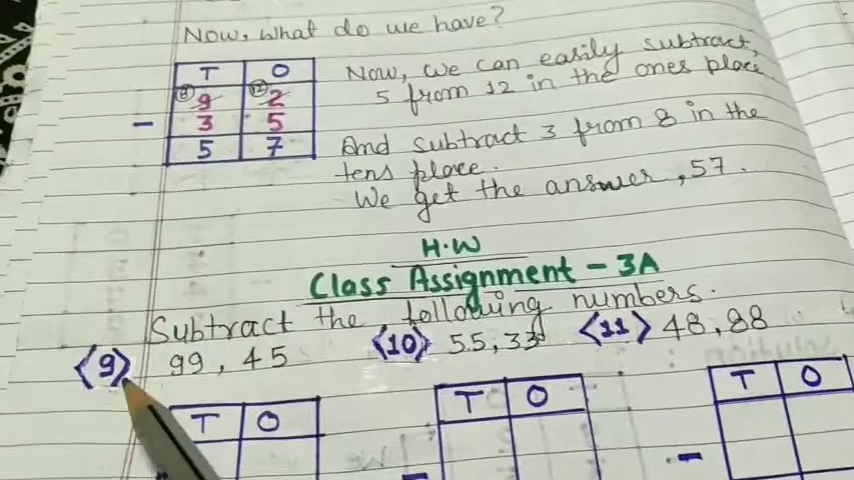 Now, what do we have?
T O
8 9 12 2
- 3 5
5 7
Now, we can easily subtract,
5 from 12 in the ones place.
And subtract 3 from 8 in the
tens place.
We get the answer, 57.
H.W
Class Assignment - 3A
Subtract the following numbers.
<9> 99, 45 <10> 55, 33 <11> 48, 88
T O T O T O
- -